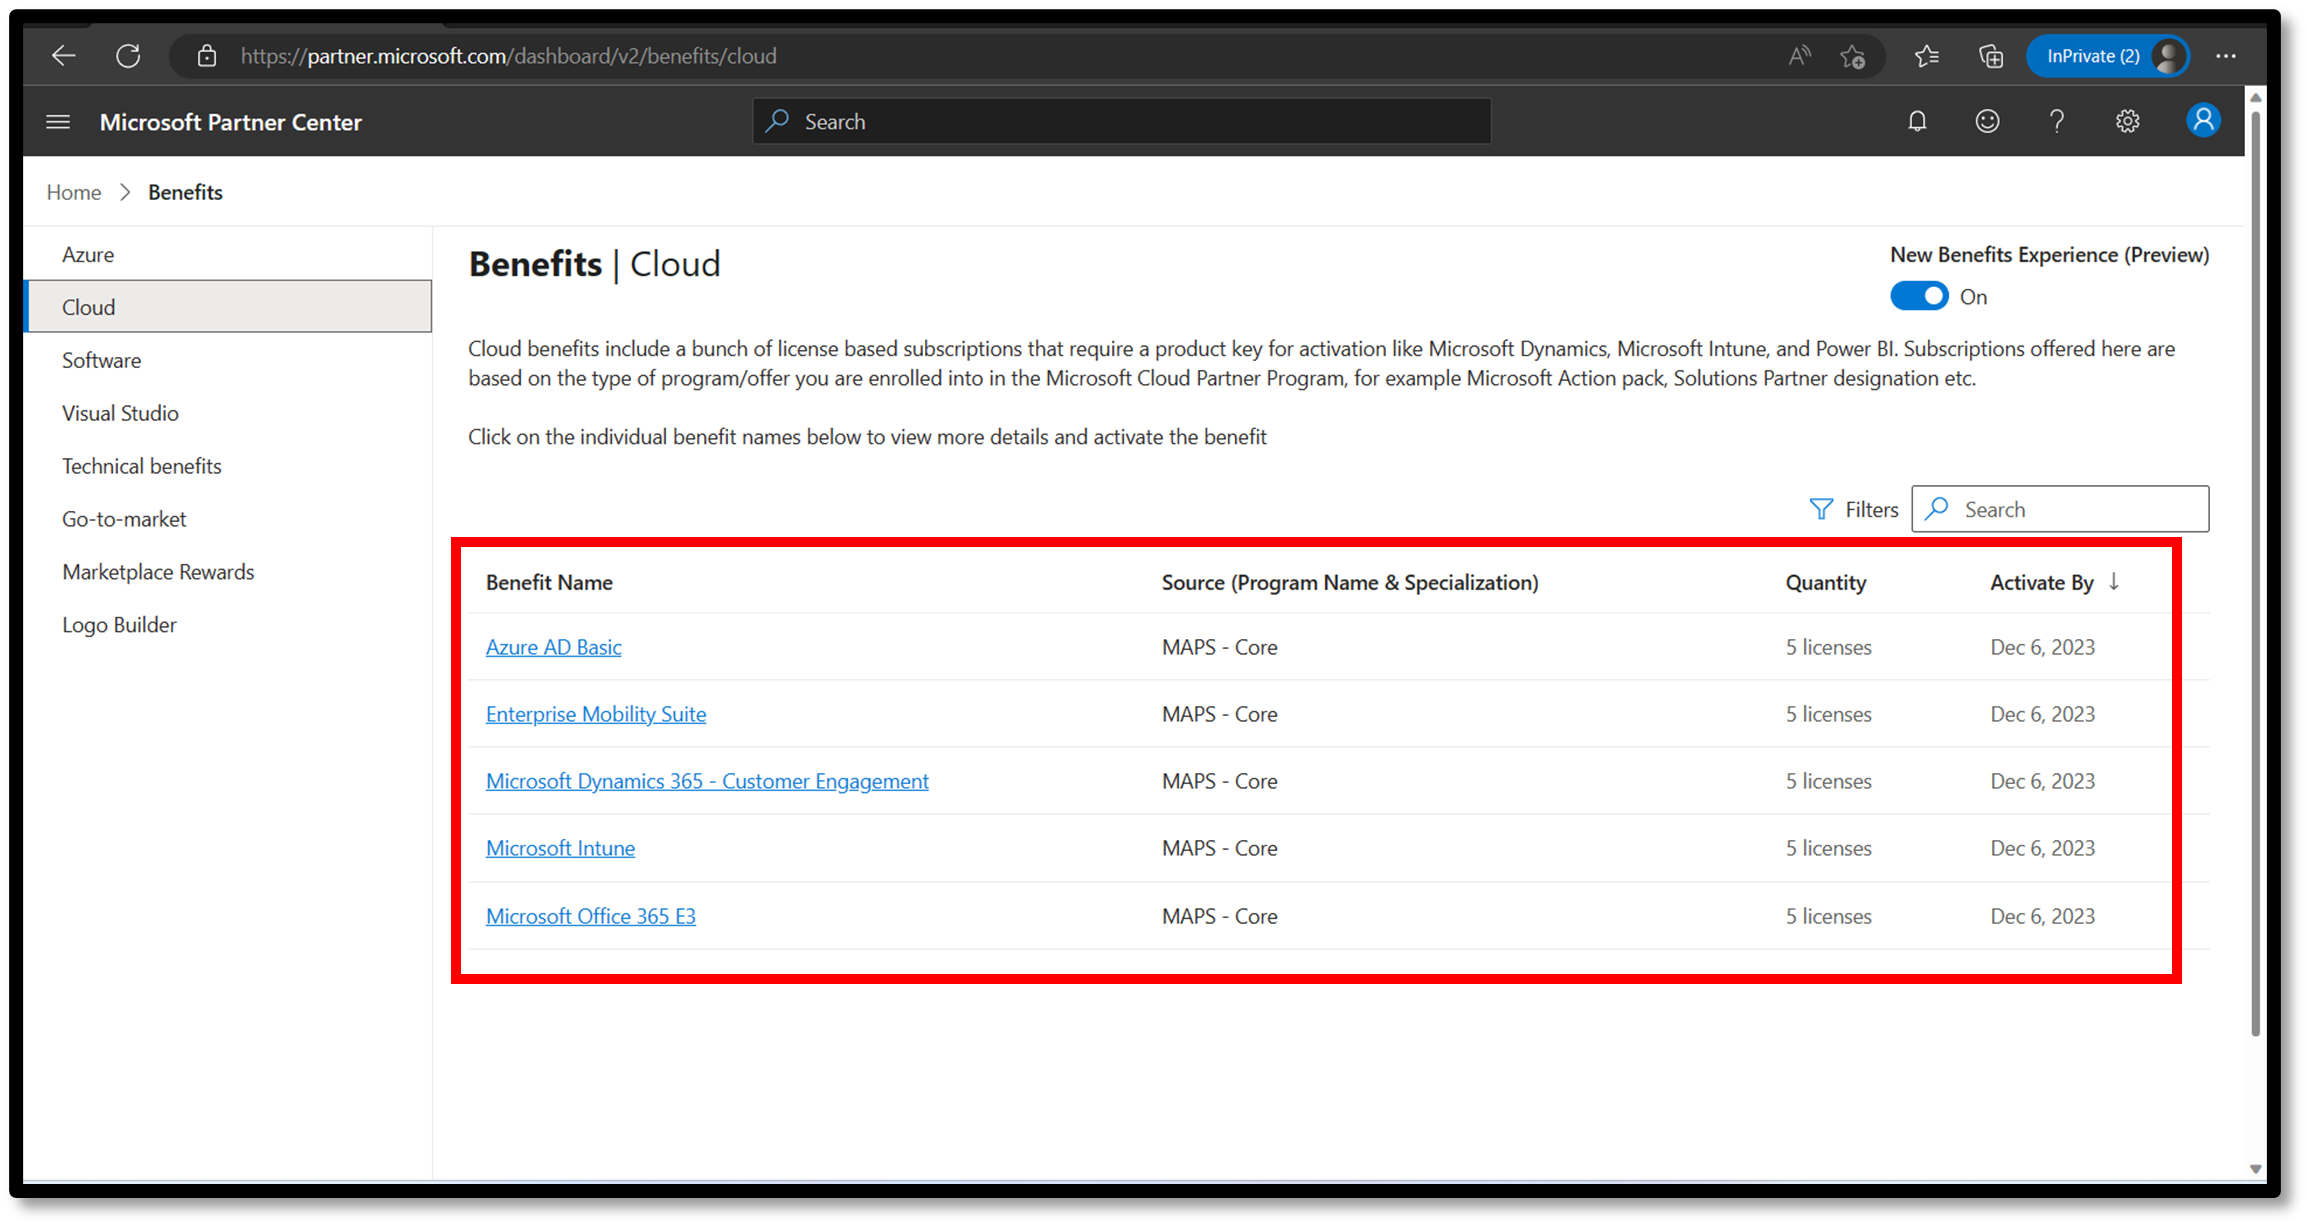 https://partner.microsoft.com/dashboard/v2/benefits/cloud
InPrivate (2)
Microsoft Partner Center
Search
Home > Benefits
Azure
Cloud
Software
Visual Studio
Technical benefits
Go-to-market
Marketplace Rewards
Logo Builder
Benefits | Cloud
New Benefits Experience (Preview)
On
Cloud benefits include a bunch of license based subscriptions that require a product key for activation like Microsoft Dynamics, Microsoft Intune, and Power BI. Subscriptions offered here are
based on the type of program/offer you are enrolled into in the Microsoft Cloud Partner Program, for example Microsoft Action pack, Solutions Partner designation etc.
Click on the individual benefit names below to view more details and activate the benefit
Filters Search
Benefit Name Source (Program Name & Specialization) Quantity Activate By ↓
Azure AD Basic MAPS - Core 5 licenses Dec 6, 2023
Enterprise Mobility Suite MAPS - Core 5 licenses Dec 6, 2023
Microsoft Dynamics 365 - Customer Engagement MAPS - Core 5 licenses Dec 6, 2023
Microsoft Intune MAPS - Core 5 licenses Dec 6, 2023
Microsoft Office 365 E3 MAPS - Core 5 licenses Dec 6, 2023